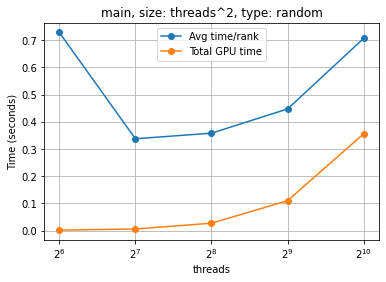 main, size: threads^2, type: random
Avg time/rank
Total GPU time
Time (seconds)
0.7
0.6
0.5
0.4
0.3
0.2
0.1
0.0
2^6 2^7 2^8 2^9 2^10
threads